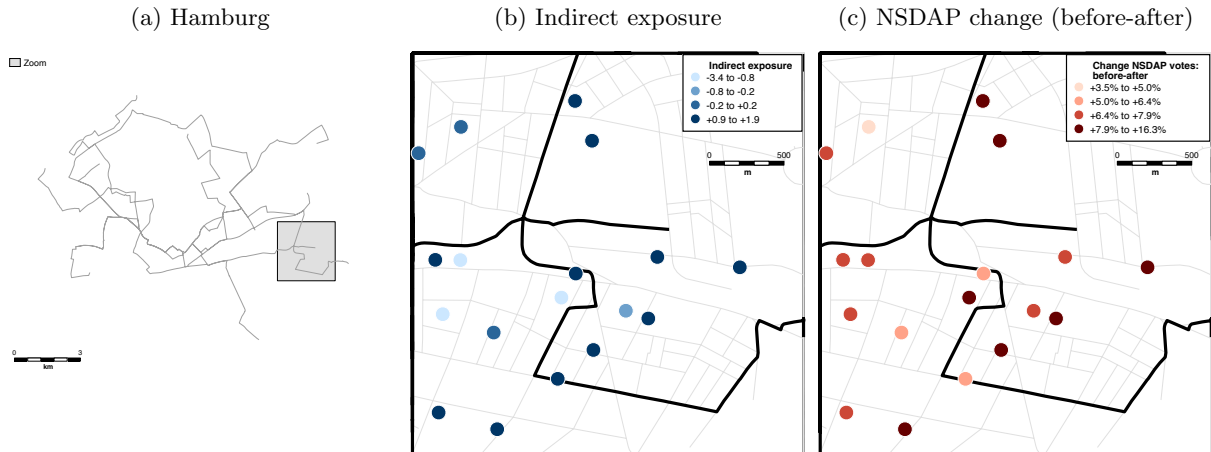 (a) Hamburg
Zoom
0 3
km
(b) Indirect exposure
Indirect exposure
-3.4 to -0.8
-0.8 to -0.2
-0.2 to +0.2
+0.9 to +1.9
0 500
m
(c) NSDAP change (before-after)
Change NSDAP votes:
before-after
+3.5% to +5.0%
+5.0% to +6.4%
+6.4% to +7.9%
+7.9% to +16.3%
0 500
m